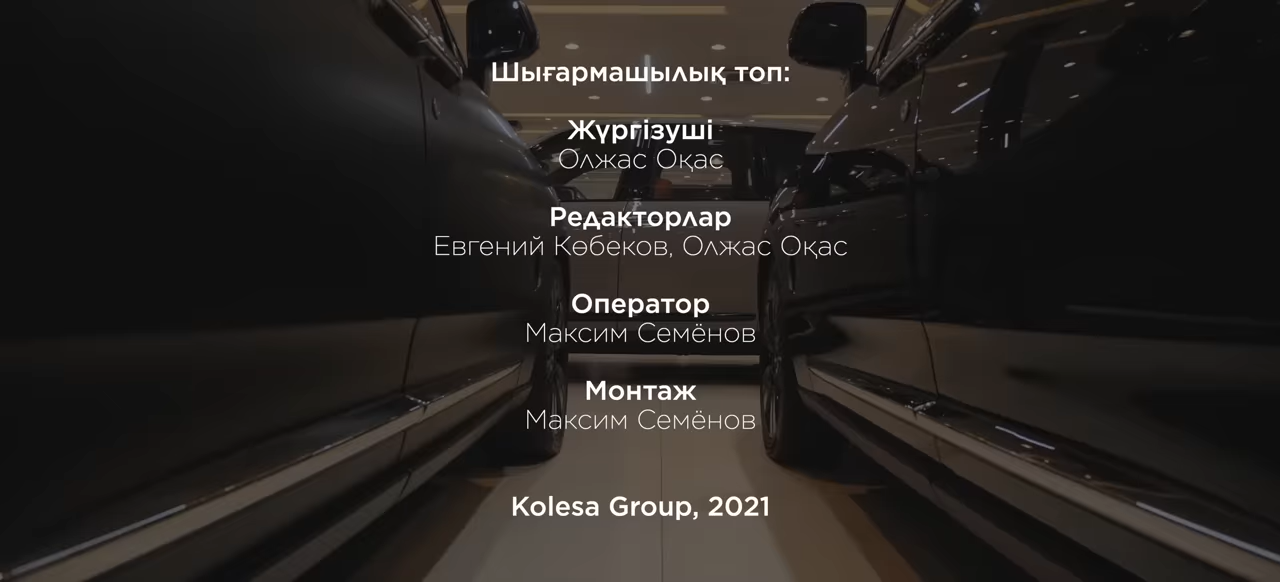 Шығармашылық топ:
Жүргізуші
Олжас Оқас
Редакторлар
Евгений Көбеков, Олжас Оқас
Оператор
Максим Семёнов
Монтаж
Максим Семёнов
Kolesa Group, 2021